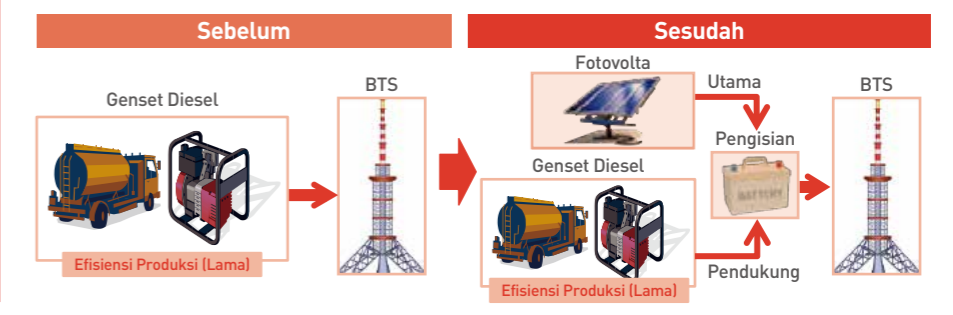 Sebelum
Genset Diesel
BTS
Efisiensi Produksi (Lama)
Sesudah
Fotovolta
Utama
Pengisian
BATTERY
Genset Diesel
Efisiensi Produksi (Lama)
Pendukung
BTS